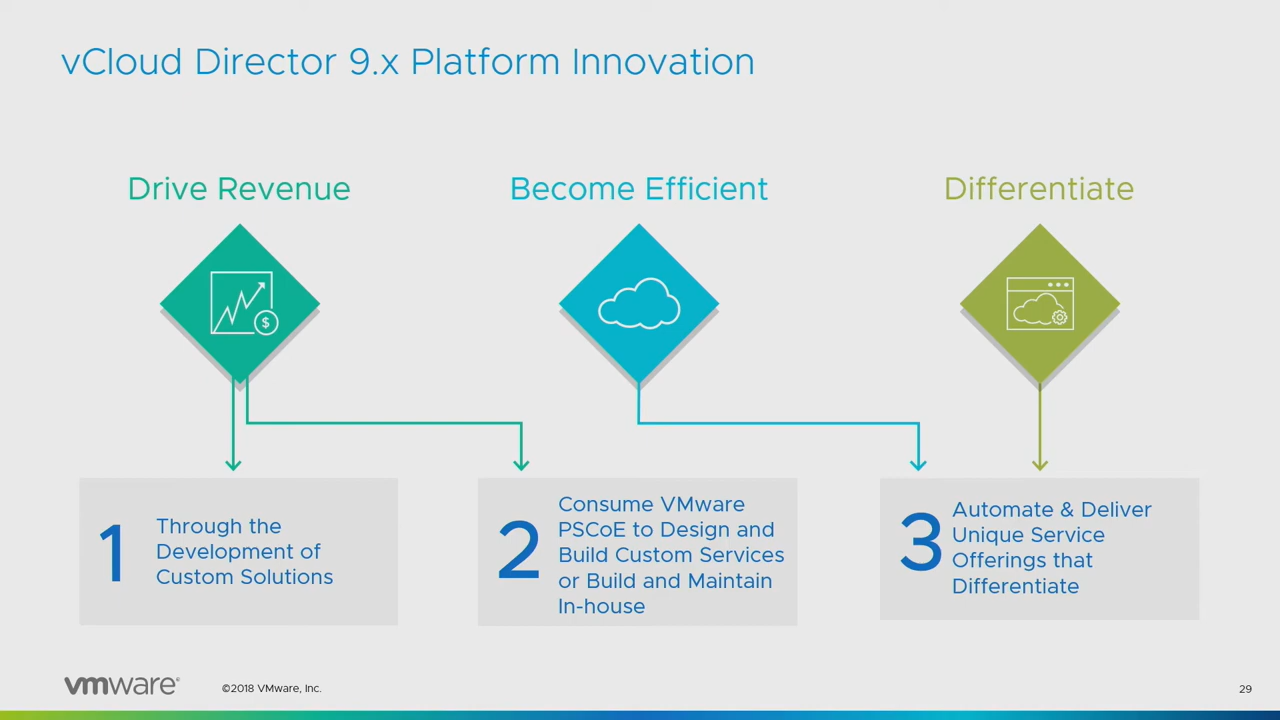 vCloud Director 9.x Platform Innovation
Drive Revenue
Become Efficient
Differentiate
$
1
Through the
Development of
Custom Solutions
2
Consume VMware
PSCoE to Design and
Build Custom Services
or Build and Maintain
In-house
3
Automate & Deliver
Unique Service
Offerings that
Differentiate
vmware®
©2018 VMware, Inc.
29